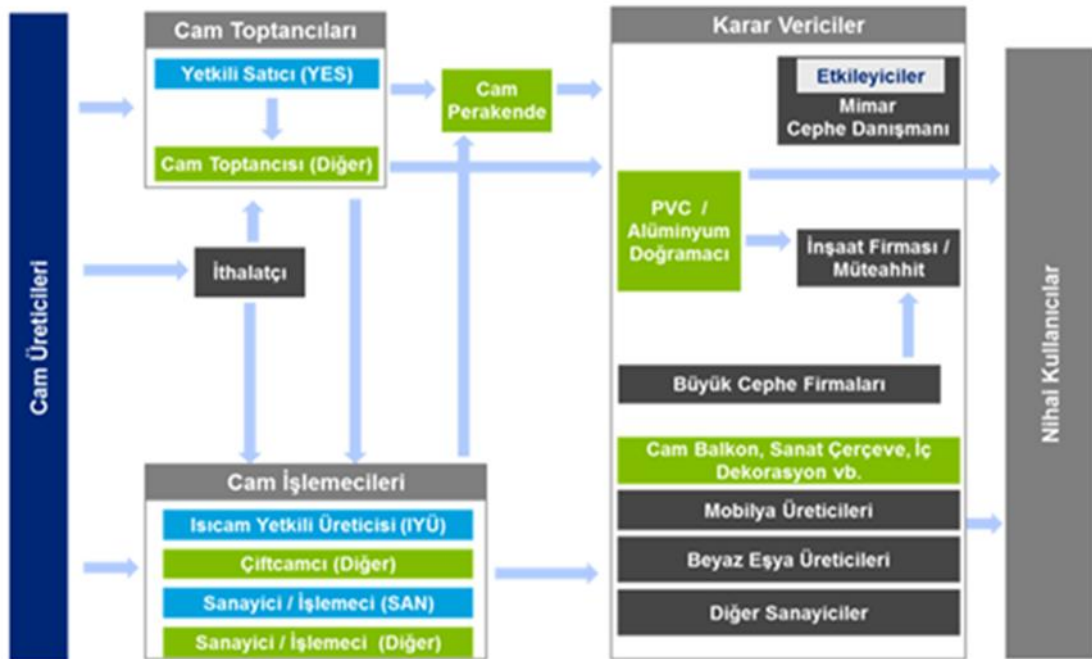 Cam Üreticileri
Cam Toptancıları
Yetkili Satıcı (YES)
Cam Toptancısı (Diğer)
İthalatçı
Cam İşlemecileri
Isıcam Yetkili Üreticisi (IYÜ)
Çiftcamcı (Diğer)
Sanayici / İşlemeci (SAN)
Sanayici / İşlemeci (Diğer)
Cam
Perakende
Karar Vericiler
Etkileyiciler
Mimar
Cephe Danışmanı
PVC /
Alüminyum
Doğramacı
İnşaat Firması /
Müteahhit
Büyük Cephe Firmaları
Cam Balkon, Sanat Çerçeve, İç
Dekorasyon vb.
Mobilya Üreticileri
Beyaz Eşya Üreticileri
Diğer Sanayiciler
Nihai Kullanıcılar